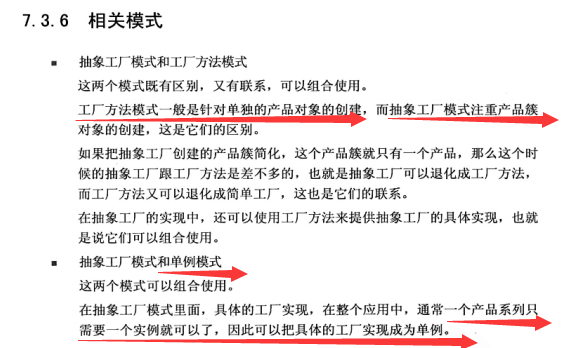 7.3.6 相关模式
■ 抽象工厂模式和工厂方法模式
这两个模式既有区别，又有联系，可以组合使用。
工厂方法模式一般是针对单独的产品对象的创建，而抽象工厂模式注重产品簇
对象的创建，这是它们的区别。
如果把抽象工厂创建的产品簇简化，这个产品簇就只有一个产品，那么这个时
候的抽象工厂跟工厂方法是差不多的，也就是抽象工厂可以退化成工厂方法，
而工厂方法又可以退化成简单工厂，这也是它们的联系。
在抽象工厂的实现中，还可以使用工厂方法来提供抽象工厂的具体实现，也就
是说它们可以组合使用。
■ 抽象工厂模式和单例模式
这两个模式可以组合使用。
在抽象工厂模式里面，具体的工厂实现，在整个应用中，通常一个产品系列只
需要一个实例就可以了，因此可以把具体的工厂实现成为单例。